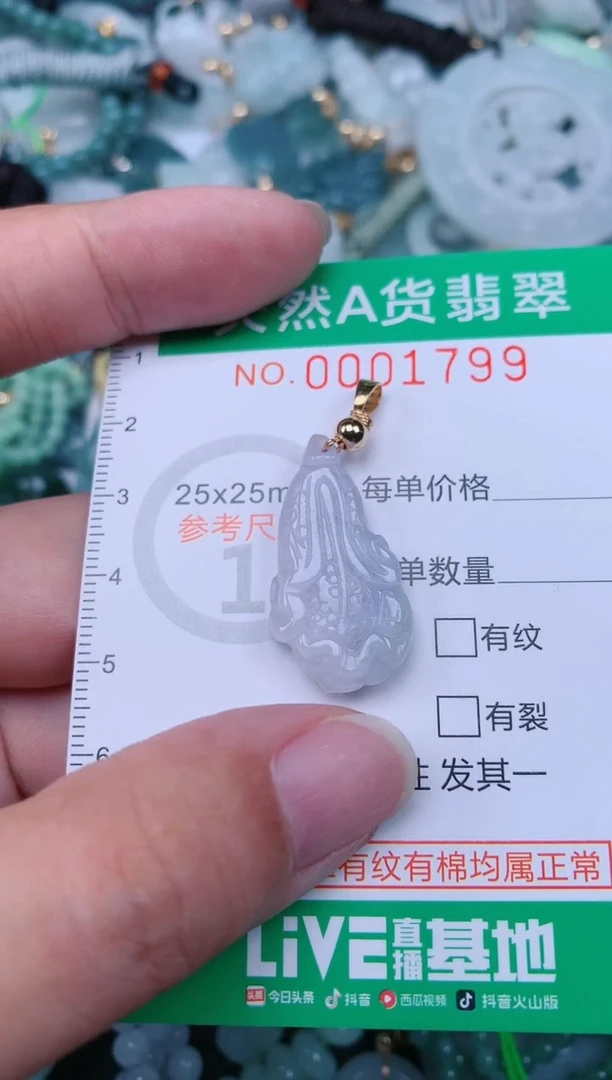 然A货翡翠
NO.0001799
1
2
3
4
5
6
25x25m
参考尺
1
每单价格
单数量
有纹
有裂
发其一
有纹有棉均属正常
LiVE直播基地
头条 今日头条 抖音 西瓜视频 抖音火山版